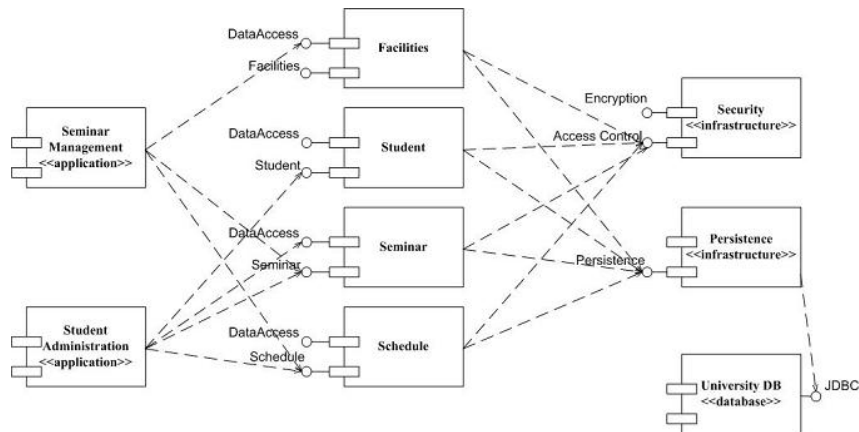 DataAccess
Facilities
Facilities
Encryption
Security
<<infrastructure>>
Access Control
Seminar
Management
<<application>>
DataAccess
Student
Student
DataAccess
Seminar
Seminar
Persistence
<<infrastructure>>
Persistence
Student
Administration
<<application>>
DataAccess
Schedule
Schedule
University DB
<<database>>
JDBC